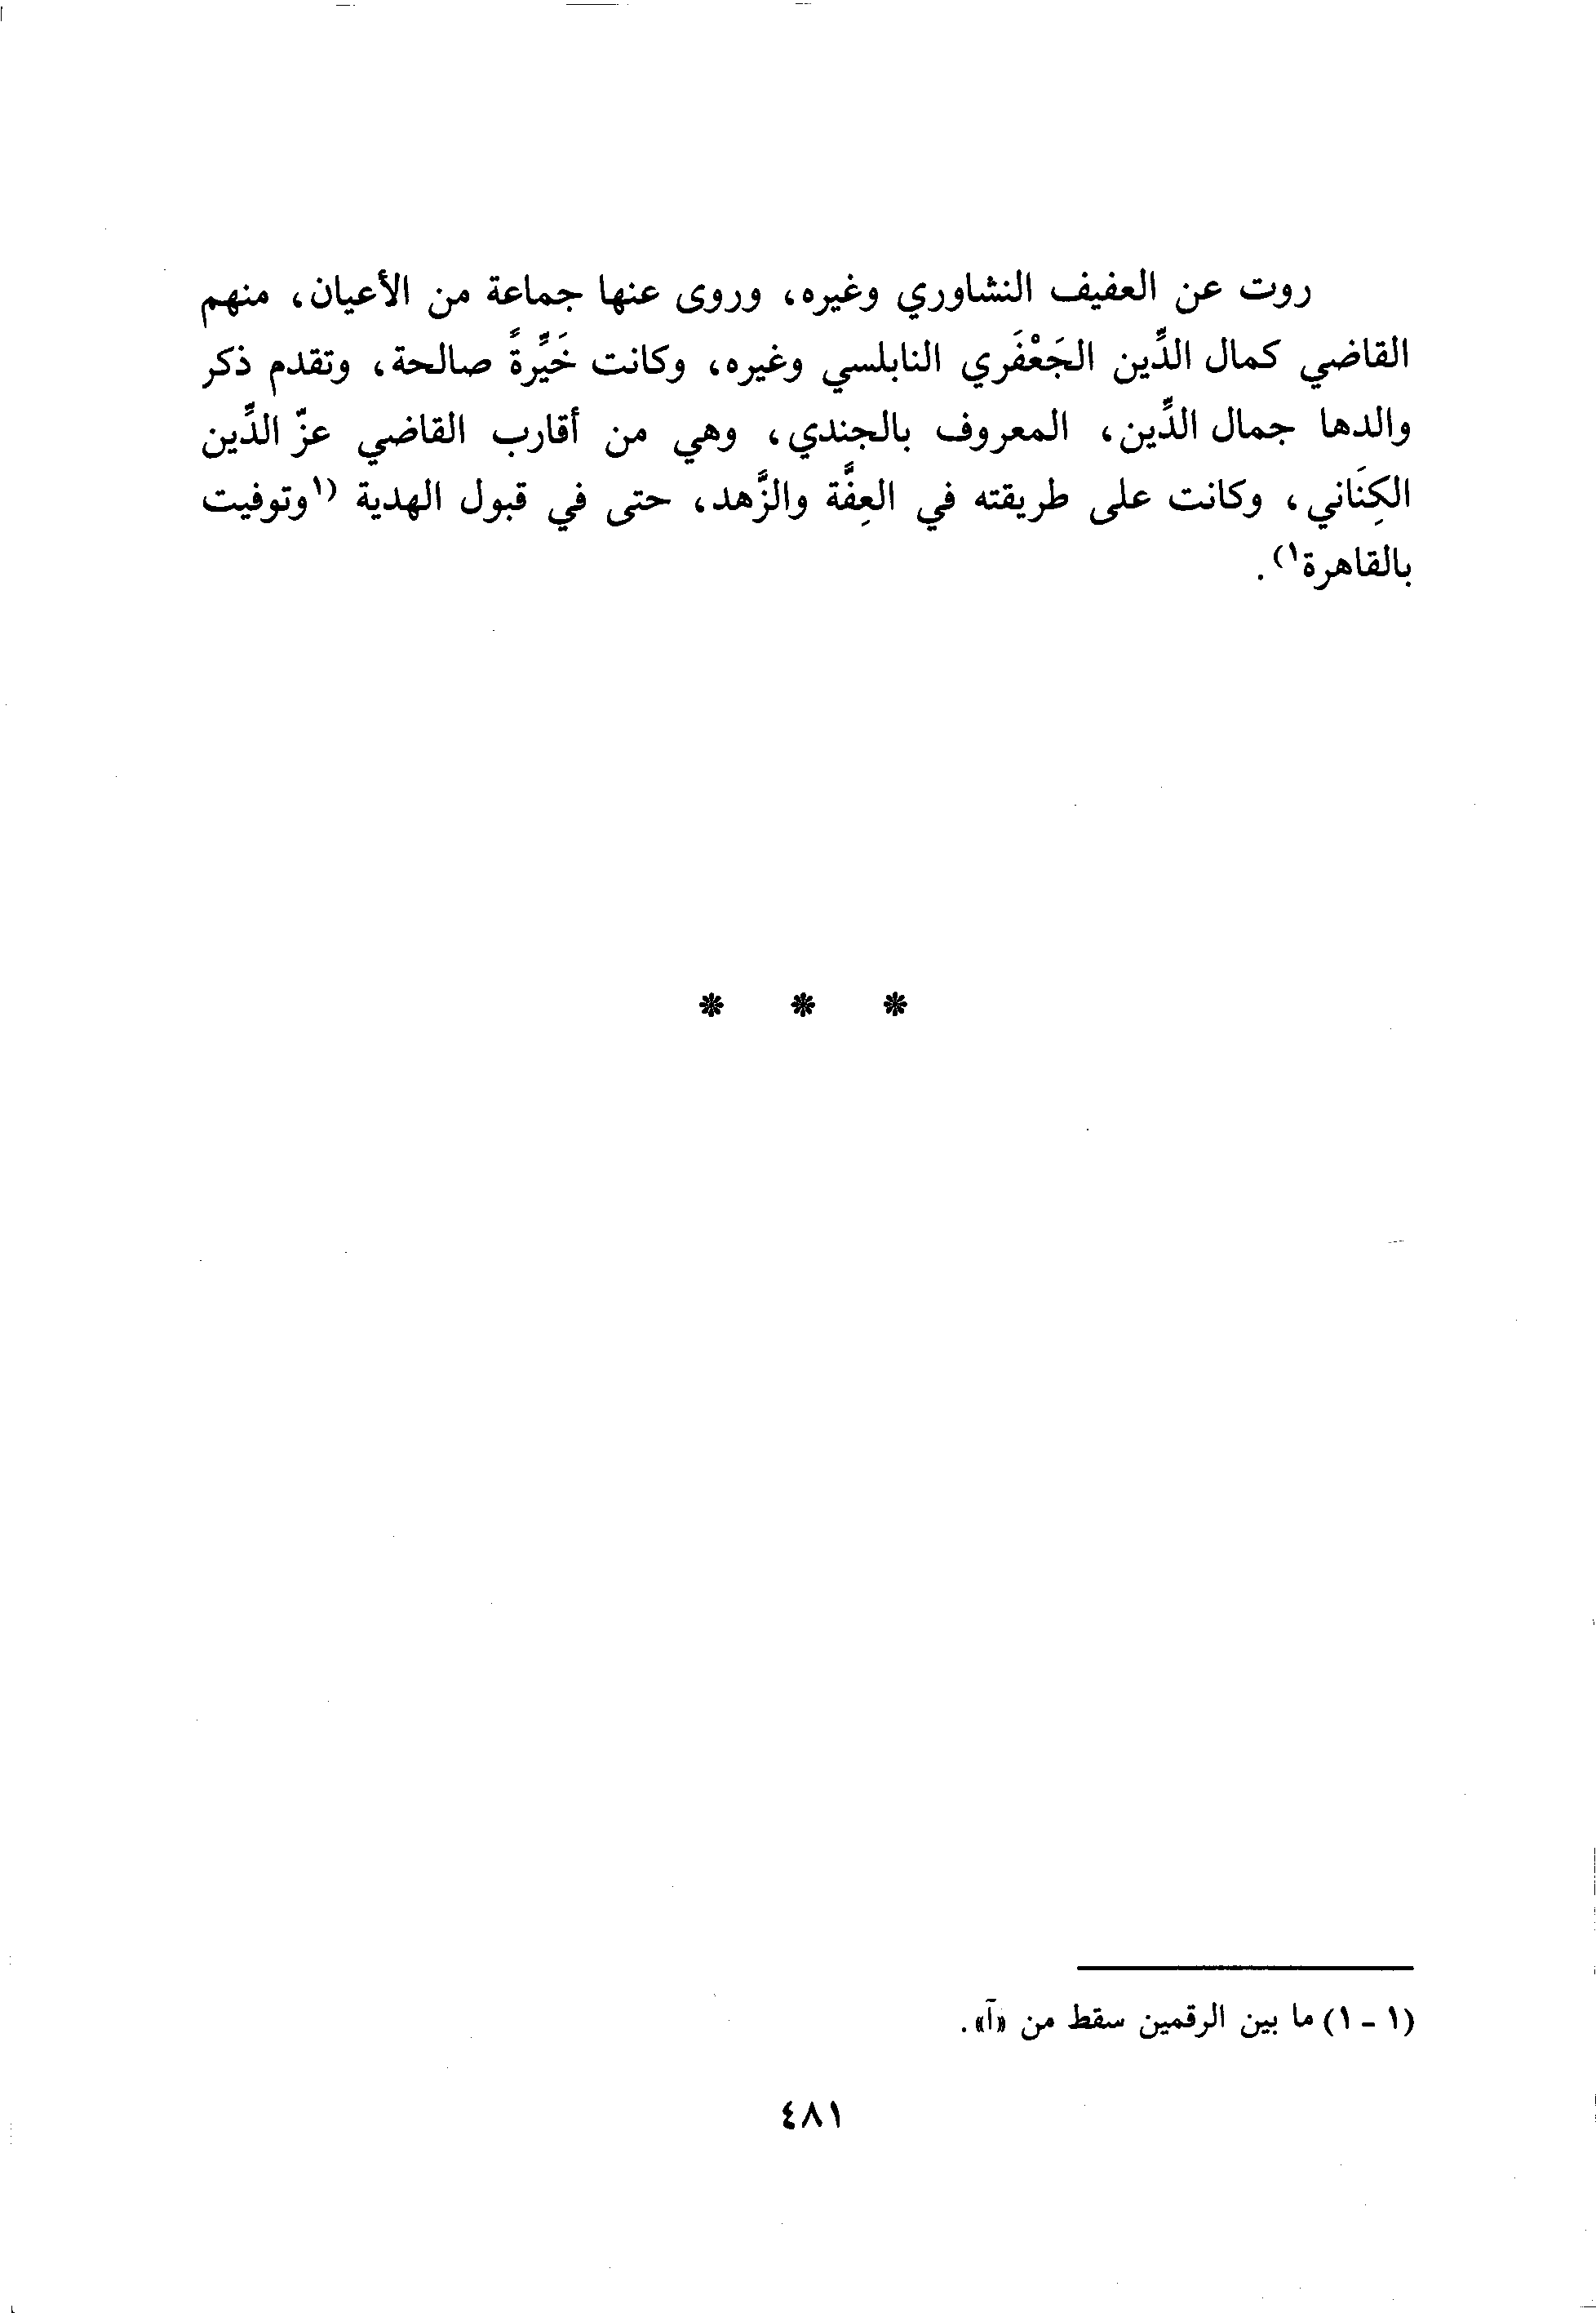 روت عن العفيف النشاوري وغيره، وروى عنها جماعة من الأعيان، منهم
القاضي كمال الدِّين الجَعْفَري النابلسي وغيره، وكانت خَيِّرةً صالحة، وتقدم ذكر
والدها جمال الدِّين، المعروف بالجندي، وهي من أقارب القاضي عزّ الدِّين
الكِنَاني، وكانت على طريقته في العِفَّة والزُّهد، حتى في قبول الهدية (١وتوفيت
بالقاهرة١).
* * *
(١ - ١) ما بين الرقمين سقط من «آ».
٤٨١